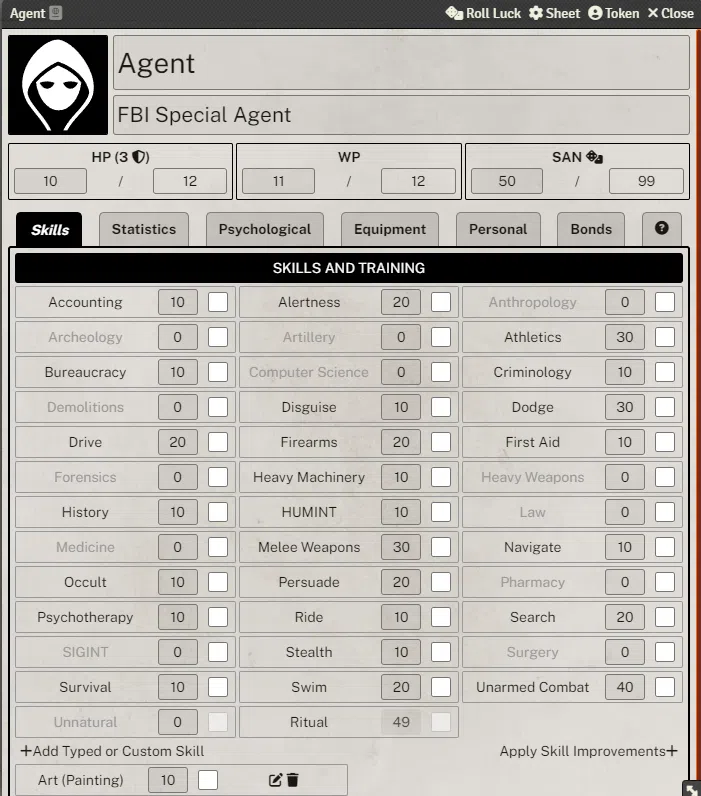 Agent Roll Luck Sheet Token Close
Agent
FBI Special Agent
HP (3 ) WP SAN
10 / 12 11 / 12 50 / 99
Skills Statistics Psychological Equipment Personal Bonds
SKILLS AND TRAINING
Accounting 10 Alertness 20 Anthropology 0
Archeology 0 Artillery 0 Athletics 30
Bureaucracy 10 Computer Science 0 Criminology 10
Demolitions 0 Disguise 10 Dodge 30
Drive 20 Firearms 20 First Aid 10
Forensics 0 Heavy Machinery 10 Heavy Weapons 0
History 10 HUMINT 10 Law 0
Medicine 0 Melee Weapons 30 Navigate 10
Occult 10 Persuade 20 Pharmacy 0
Psychotherapy 10 Ride 10 Search 20
SIGINT 0 Stealth 10 Surgery 0
Survival 10 Swim 20 Unarmed Combat 40
Unnatural 0 Ritual 49
+Add Typed or Custom Skill Apply Skill Improvements+
Art (Painting) 10